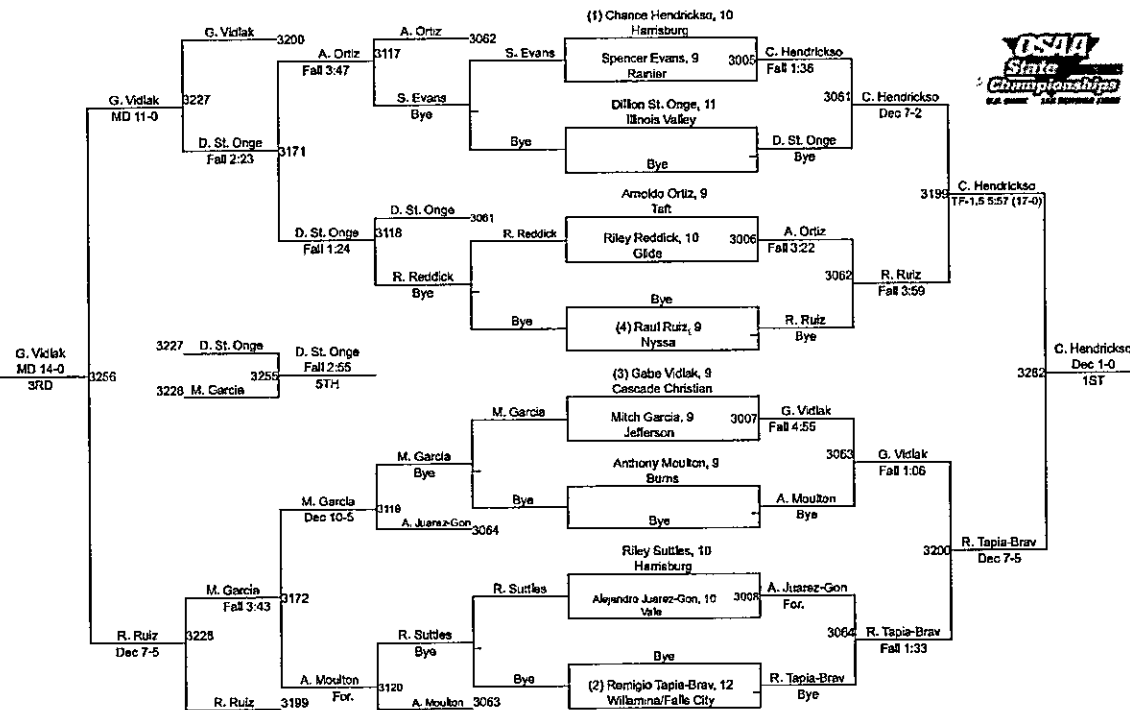 OSAA
State
Championships
(1) Chance Hendrickso, 10
Harrisburg
Spencer Evans, 9
Rainier
3005
Dillon St. Onge, 11
Illinois Valley
Bye
Arnoldo Ortiz, 9
Taft
Riley Reddick, 10
Glide
3006
Bye
(4) Raul Ruiz, 9
Nyssa
(3) Gabe Vidlak, 9
Cascade Christian
Mitch Garcia, 9
Jefferson
3007
Anthony Moulton, 9
Burns
Bye
Riley Suttles, 10
Harrisburg
Alejandro Juarez-Gon, 10
Vale
3008
Bye
(2) Remigio Tapia-Brav, 12
Willamina/Falls City
C. Hendrickso
Fall 1:36
D. St. Onge
Bye
A. Ortiz
Fall 3:22
R. Ruiz
Bye
G. Vidlak
Fall 4:55
A. Moulton
Bye
A. Juarez-Gon
For.
R. Tapia-Brav
Bye
3061
C. Hendrickso
Dec 7-2
3062
R. Ruiz
Fall 3:59
3063
G. Vidlak
Fall 1:06
3064
R. Tapia-Brav
Fall 1:33
3199
C. Hendrickso
TF-1.5 5:57 (17-0)
3200
R. Tapia-Brav
Dec 7-5
3262
C. Hendrickso
Dec 1-0
1ST
S. Evans
Bye
R. Reddick
Bye
M. Garcia
Bye
R. Suttles
Bye
A. Ortiz
3062
3117
S. Evans
Bye
D. St. Onge
3061
3118
R. Reddick
Bye
M. Garcia
Bye
3119
A. Juarez-Gon
3064
R. Suttles
Bye
3120
A. Moulton
3063
A. Ortiz
Fall 3:47
3171
D. St. Onge
Fall 1:24
M. Garcia
Dec 10-5
3172
A. Moulton
For.
G. Vidlak
3200
3227
D. St. Onge
Fall 2:23
M. Garcia
Fall 3:43
3228
R. Ruiz
3199
G. Vidlak
MD 11-0
3256
R. Ruiz
Dec 7-5
G. Vidlak
MD 14-0
3RD
3227
D. St. Onge
3228
M. Garcia
3255
D. St. Onge
Fall 2:55
5TH